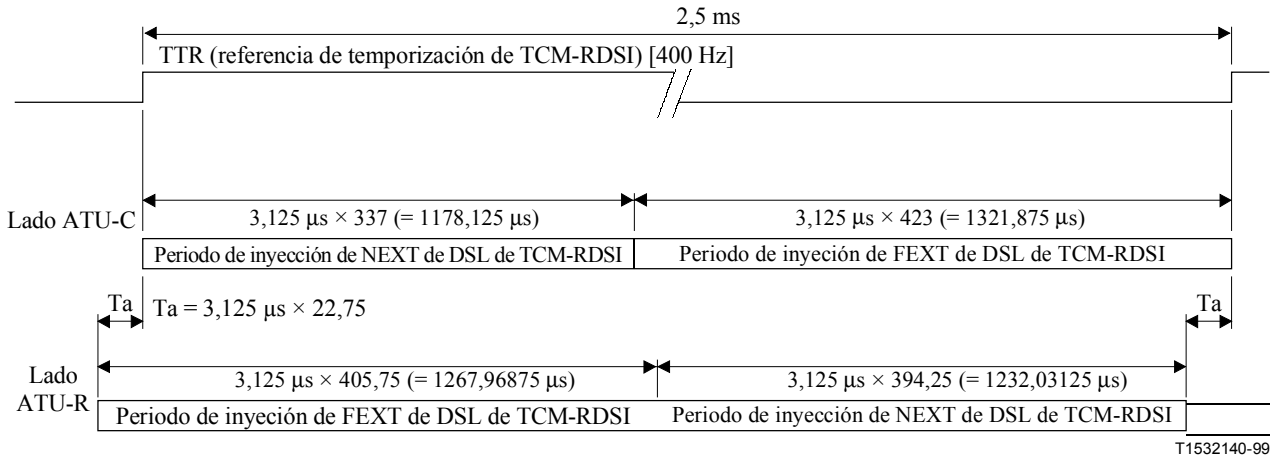 2,5 ms
TTR (referencia de temporización de TCM-RDSI) [400 Hz]
Lado ATU-C
3,125 µs × 337 (= 1178,125 µs)
3,125 µs × 423 (= 1321,875 µs)
Periodo de inyección de NEXT de DSL de TCM-RDSI
Periodo de inyeción de FEXT de DSL de TCM-RDSI
Ta
Ta = 3,125 µs × 22,75
Ta
Lado
ATU-R
3,125 µs × 405,75 (= 1267,96875 µs)
3,125 µs × 394,25 (= 1232,03125 µs)
Periodo de inyeción de FEXT de DSL de TCM-RDSI
Periodo de inyección de NEXT de DSL de TCM-RDSI
T1532140-99